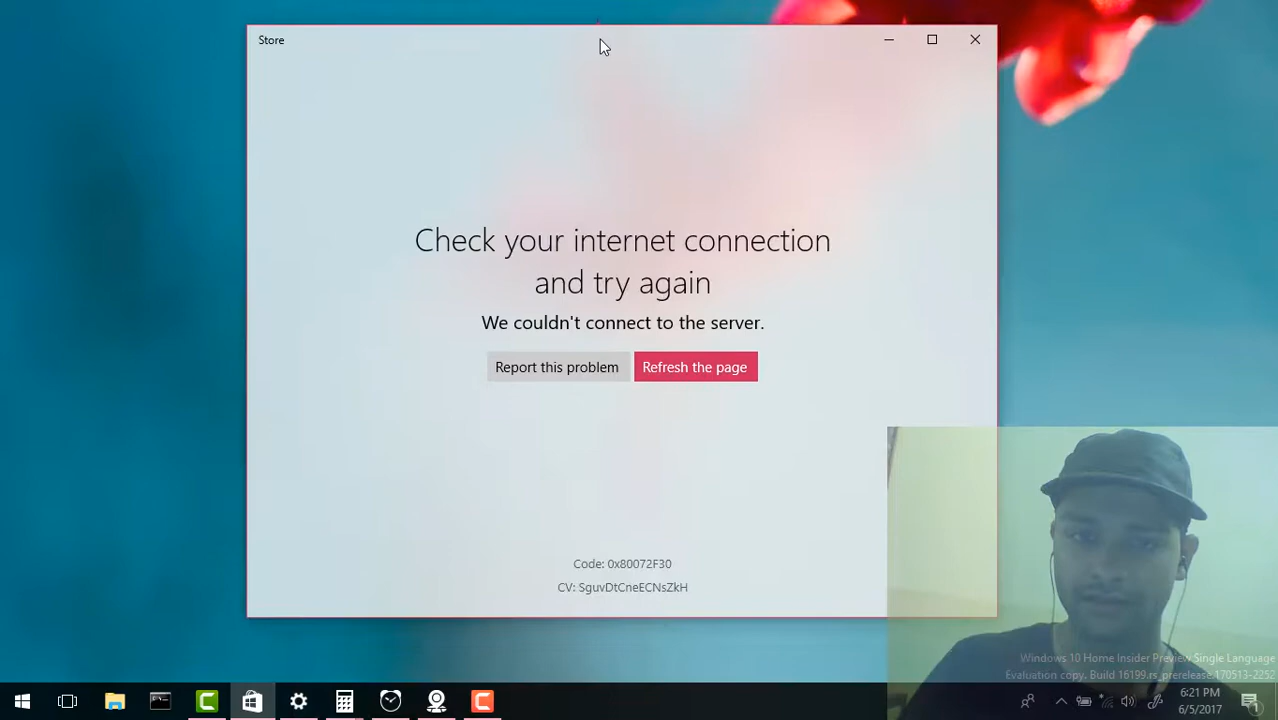 Store
Check your internet connection
and try again
We couldn't connect to the server.
Report this problem
Refresh the page
Code: 0x80072F30
CV: SguvDtCneECNsZkH
Windows 10 Home Insider Preview Single Language
Evaluation copy. Build 16199.rs_prerelease.170513-2252
6:21 PM
6/5/2017
1